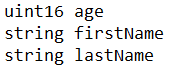 uint16 age
string firstName
string lastName